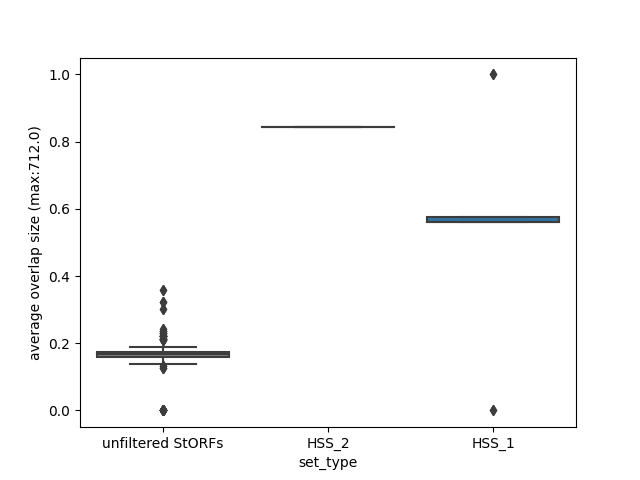 average overlap size (max:712.0)
1.0
0.8
0.6
0.4
0.2
0.0
unfiltered StORFs HSS_2 HSS_1
set_type